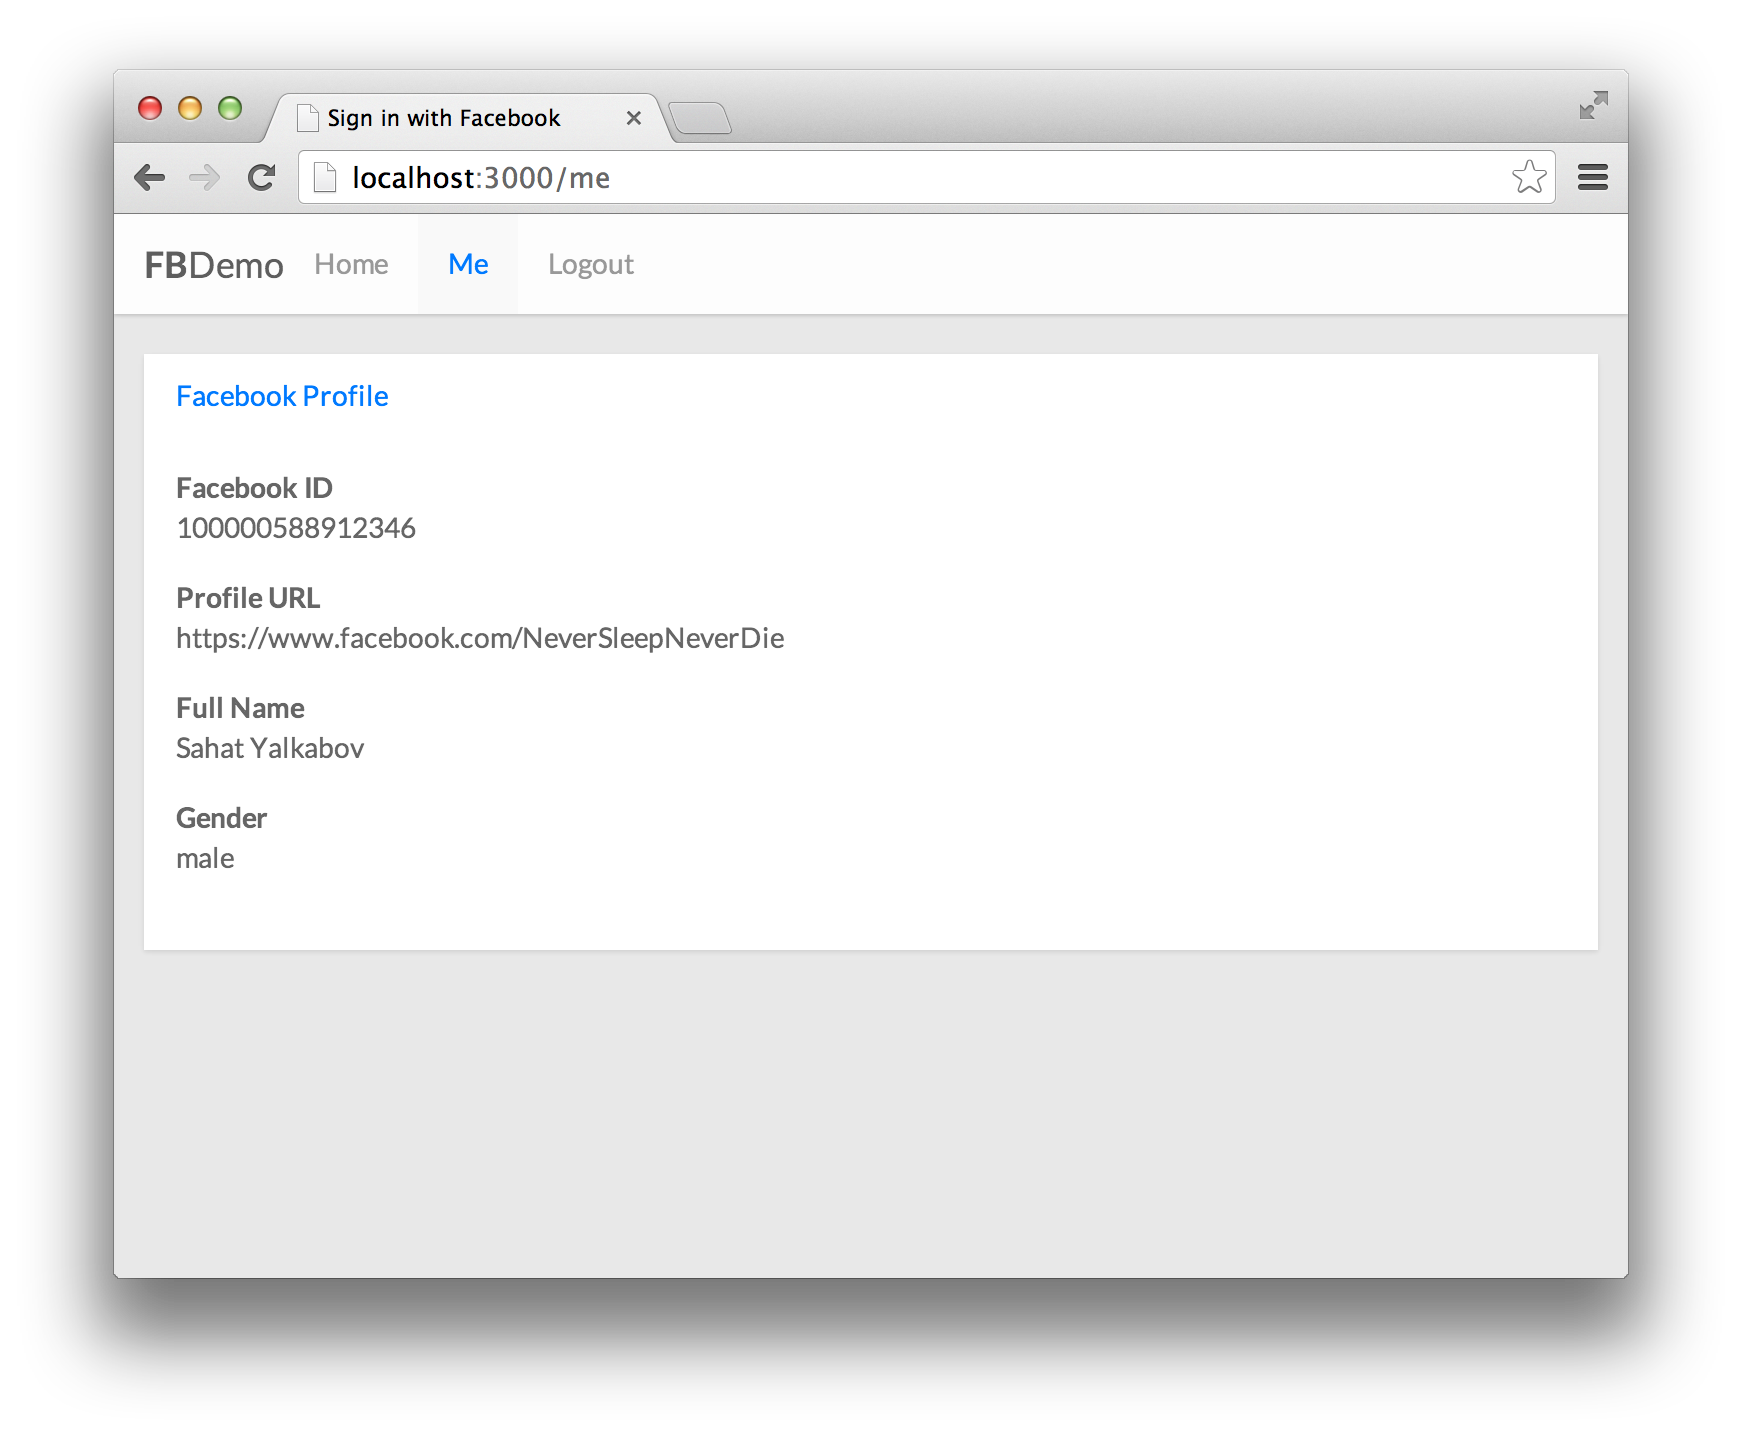 Sign in with Facebook
localhost:3000/me
FBDemo Home Me Logout
Facebook Profile
Facebook ID
100000588912346
Profile URL
https://www.facebook.com/NeverSleepNeverDie
Full Name
Sahat Yalkabov
Gender
male